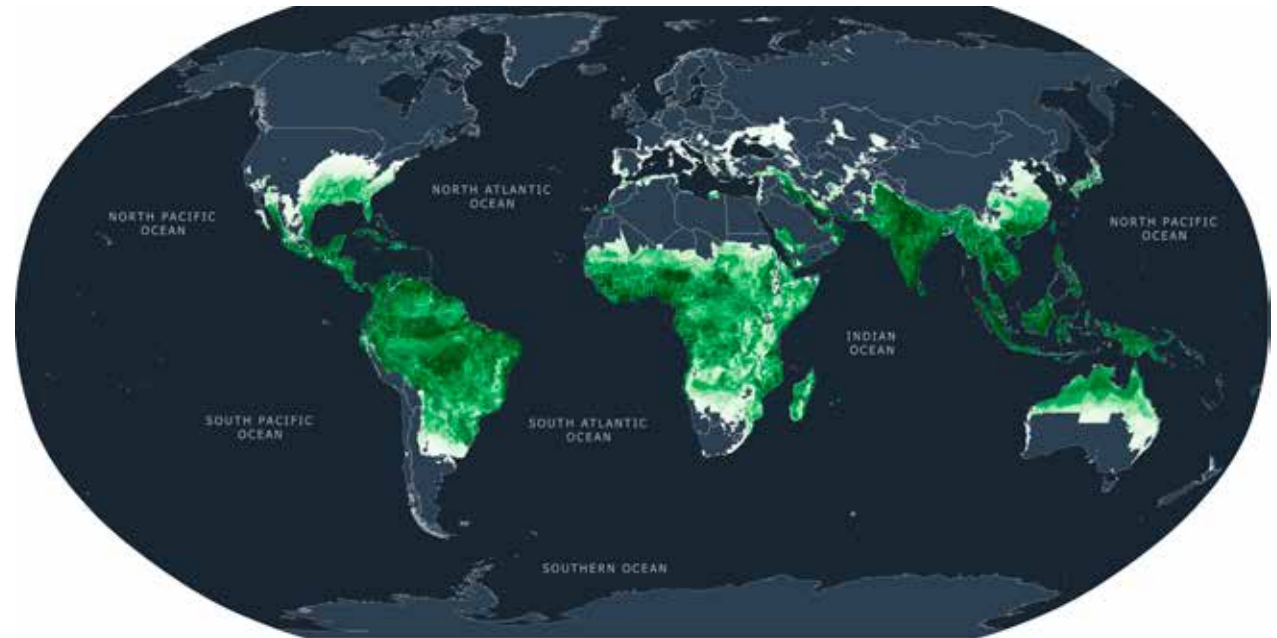 NORTH ATLANTIC
OCEAN
NORTH PACIFIC
OCEAN
NORTH PACIFIC
OCEAN
INDIAN
OCEAN
SOUTH PACIFIC
OCEAN
SOUTH ATLANTIC
OCEAN
SOUTHERN OCEAN